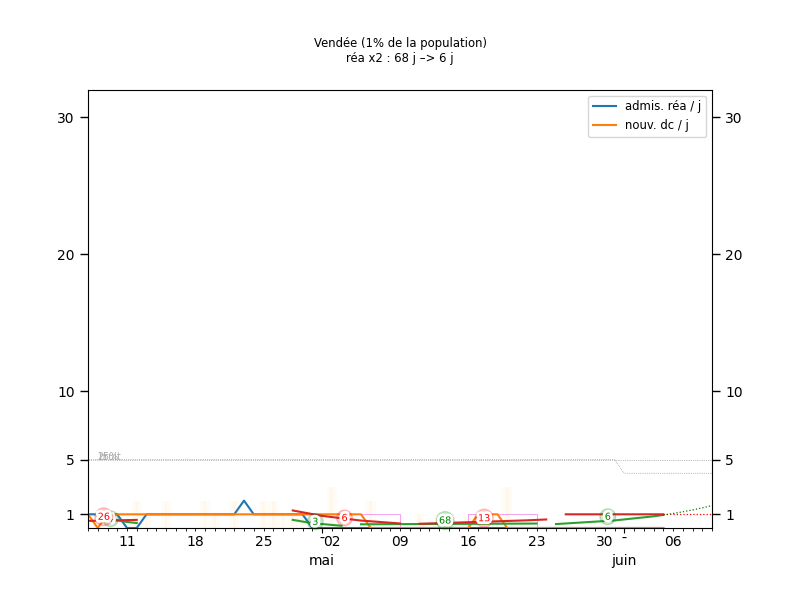 Vendée (1% de la population)
réa x2 : 68 j –> 6 j
admis. réa / j
nouv. dc / j
30 30
20 20
10 10
5 5
1 1
26 3 6 68 13 6
11 18 25 02 09 16 23 30 06
mai juin